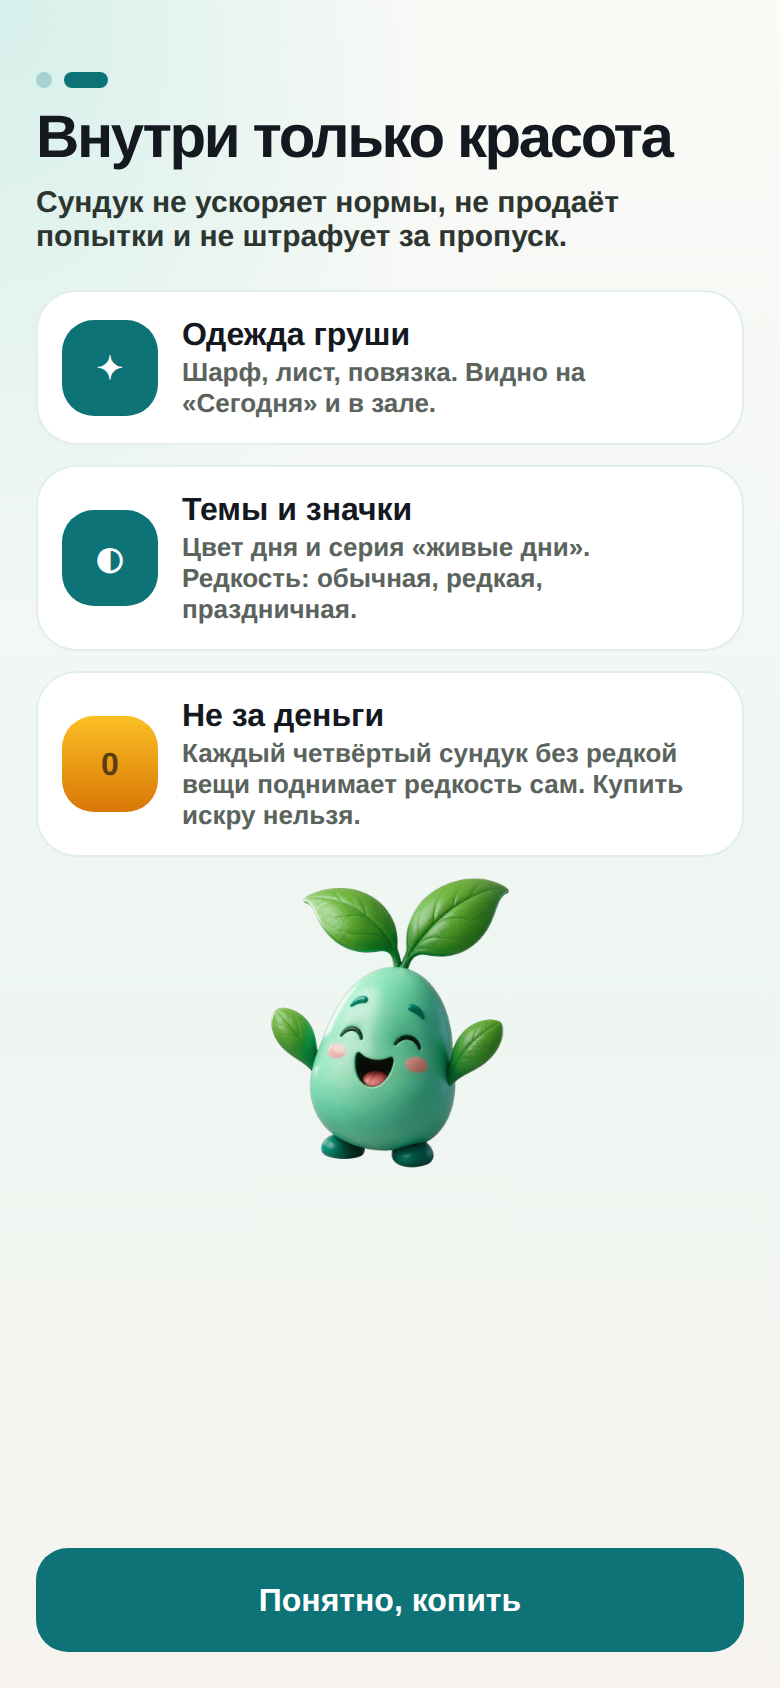 Внутри только красота
Сундук не ускоряет нормы, не продаёт
попытки и не штрафует за пропуск.
Одежда груши
Шарф, лист, повязка. Видно на
«Сегодня» и в зале.
Темы и значки
Цвет дня и серия «живые дни».
Редкость: обычная, редкая,
праздничная.
0
Не за деньги
Каждый четвёртый сундук без редкой
вещи поднимает редкость сам. Купить
искру нельзя.
Понятно, копить